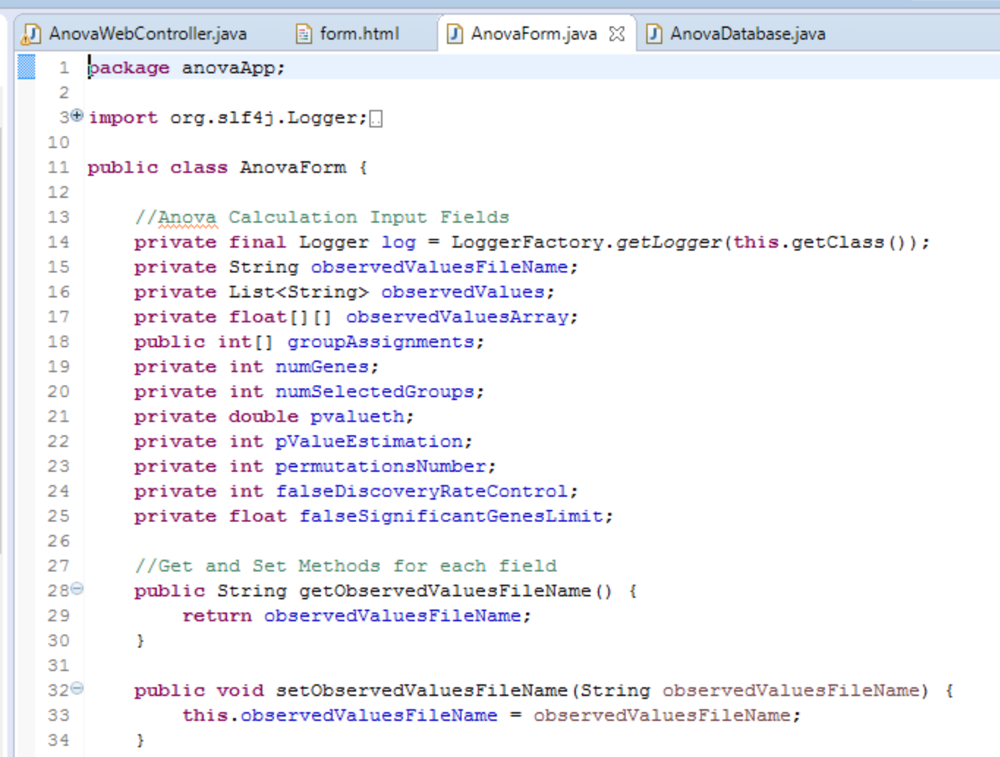 AnovaWebController.java form.html AnovaForm.java AnovaDatabase.java
1 package anovaApp;
2
3 import org.slf4j.Logger;
10
11 public class AnovaForm {
12
13 //Anova Calculation Input Fields
14 private final Logger log = LoggerFactory.getLogger(this.getClass());
15 private String observedValuesFileName;
16 private List<String> observedValues;
17 private float[][] observedValuesArray;
18 public int[] groupAssignments;
19 private int numGenes;
20 private int numSelectedGroups;
21 private double pvalueth;
22 private int pValueEstimation;
23 private int permutationsNumber;
24 private int falseDiscoveryRateControl;
25 private float falseSignificantGenesLimit;
26
27 //Get and Set Methods for each field
28 public String getObservedValuesFileName() {
29 return observedValuesFileName;
30 }
31
32 public void setObservedValuesFileName(String observedValuesFileName) {
33 this.observedValuesFileName = observedValuesFileName;
34 }